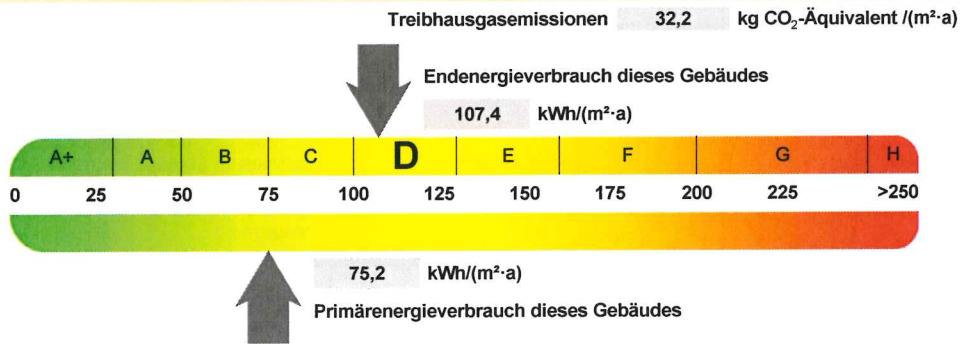 Treibhausgasemissionen 32,2 kg CO₂-Äquivalent /(m²·a)
Endenergieverbrauch dieses Gebäudes
107,4 kWh/(m²·a)
A+ A B C D E F G H
0 25 50 75 100 125 150 175 200 225 >250
75,2 kWh/(m²·a)
Primärenergieverbrauch dieses Gebäudes